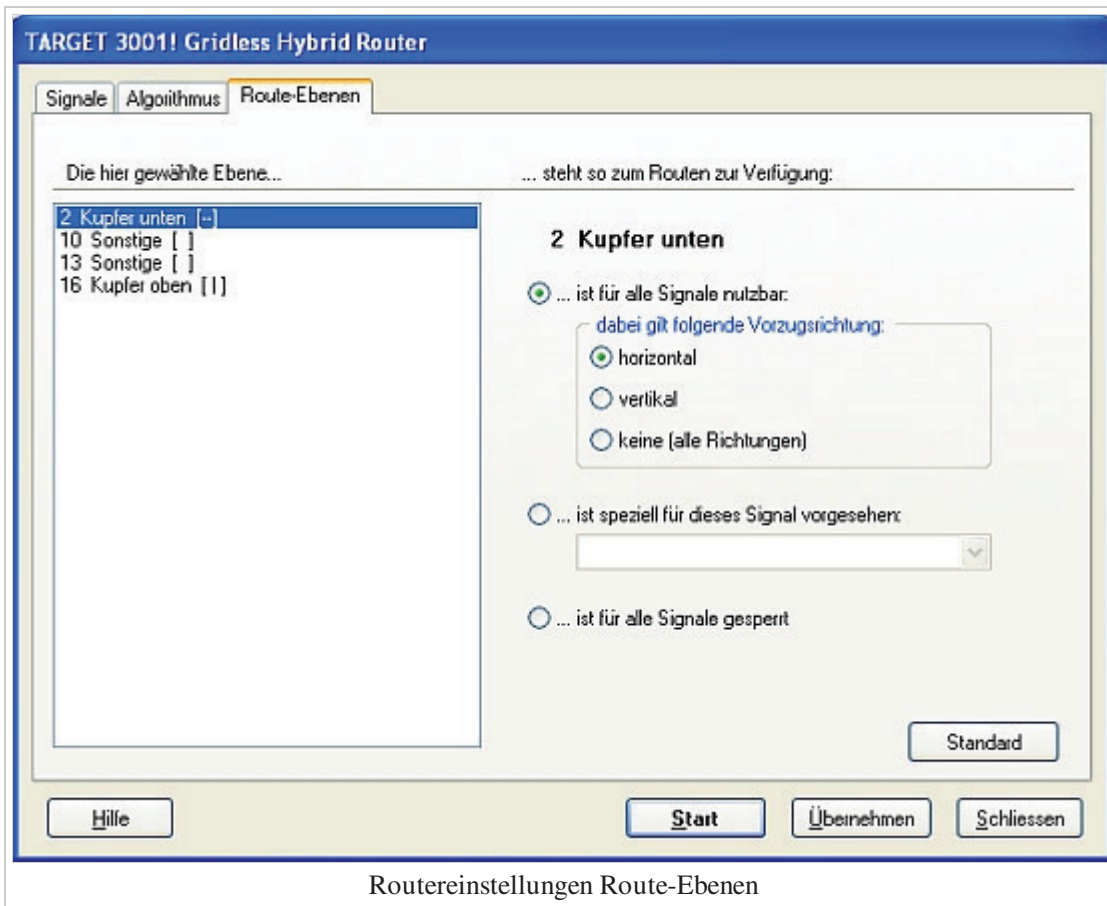 TARGET 3001! Gridless Hybrid Router
Signale Algorithmus Route-Ebenen
Die hier gewählte Ebene...
... steht so zum Routen zur Verfügung:
2 Kupfer unten [--]
10 Sonstige [ ]
13 Sonstige [ ]
16 Kupfer oben [ | ]
2 Kupfer unten
... ist für alle Signale nutzbar:
dabei gilt folgende Vorzugsrichtung:
horizontal
vertikal
keine (alle Richtungen)
... ist speziell für dieses Signal vorgesehen:
... ist für alle Signale gesperrt
Standard
Hilfe Start Übernehmen Schliessen
Routereinstellungen Route-Ebenen